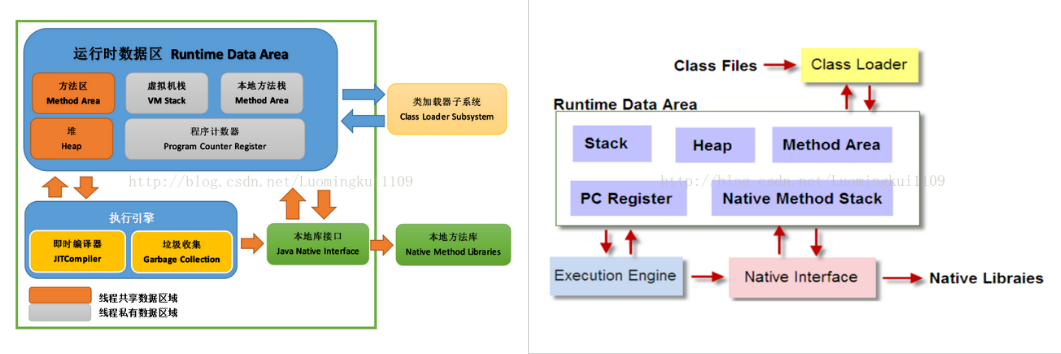 运行时数据区 Runtime Data Area
方法区
Method Area
虚拟机栈
VM Stack
本地方法栈
Method Area
堆
Heap
程序计数器
Program Counter Register
类加载器子系统
Class Loader Subsystem
http://blog.csdn.net/Luomingkui1109
执行引擎
即时编译器
JITCompiler
垃圾收集
Garbage Collection
本地库接口
Java Native Interface
本地方法库
Native Method Libraries
线程共享数据区域
线程私有数据区域
Class Files
Class Loader
Runtime Data Area
Stack
Heap
Method Area
http://blog.csdn.net/Luomingkui1109
PC Register
Native Method Stack
Execution Engine
Native Interface
Native Libraies